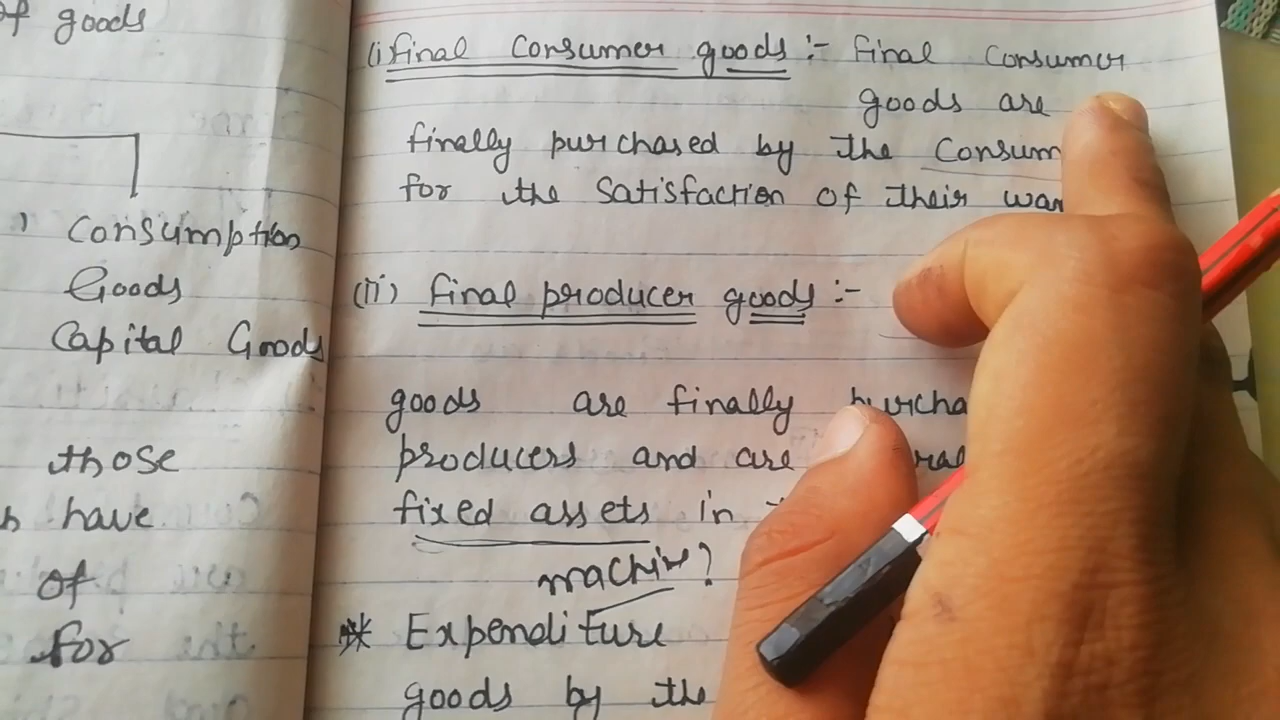 of goods
Consumption
Goods
Capital Goods
those
have
of
for
(i) final Consumer goods :- final Consumer
goods are
finally purchased by the Consum
for the Satisfaction of their wan
(ii) final producer goods :-
goods are finally purcha
producers and are
fixed assets in
machine?
* Expenditure
goods by the